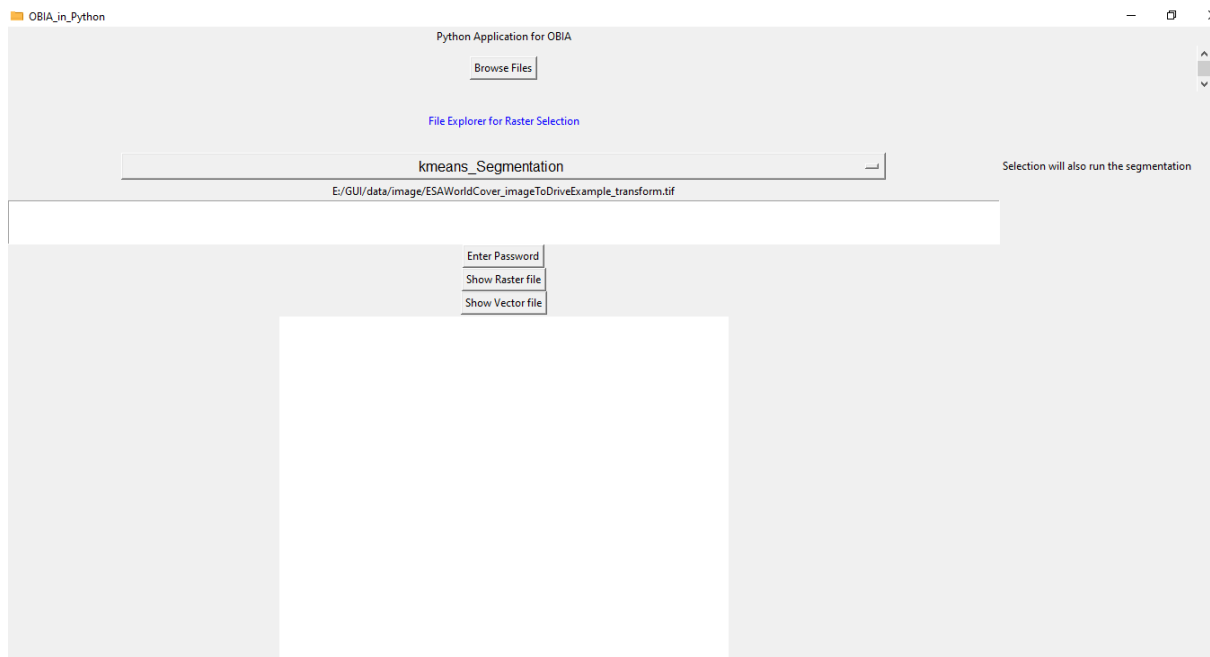 OBIA_in_Python
Python Application for OBIA
Browse Files
File Explorer for Raster Selection
kmeans_Segmentation
Selection will also run the segmentation
E:/GUI/data/image/ESAWorldCover_imageToDriveExample_transform.tif
Enter Password
Show Raster file
Show Vector file